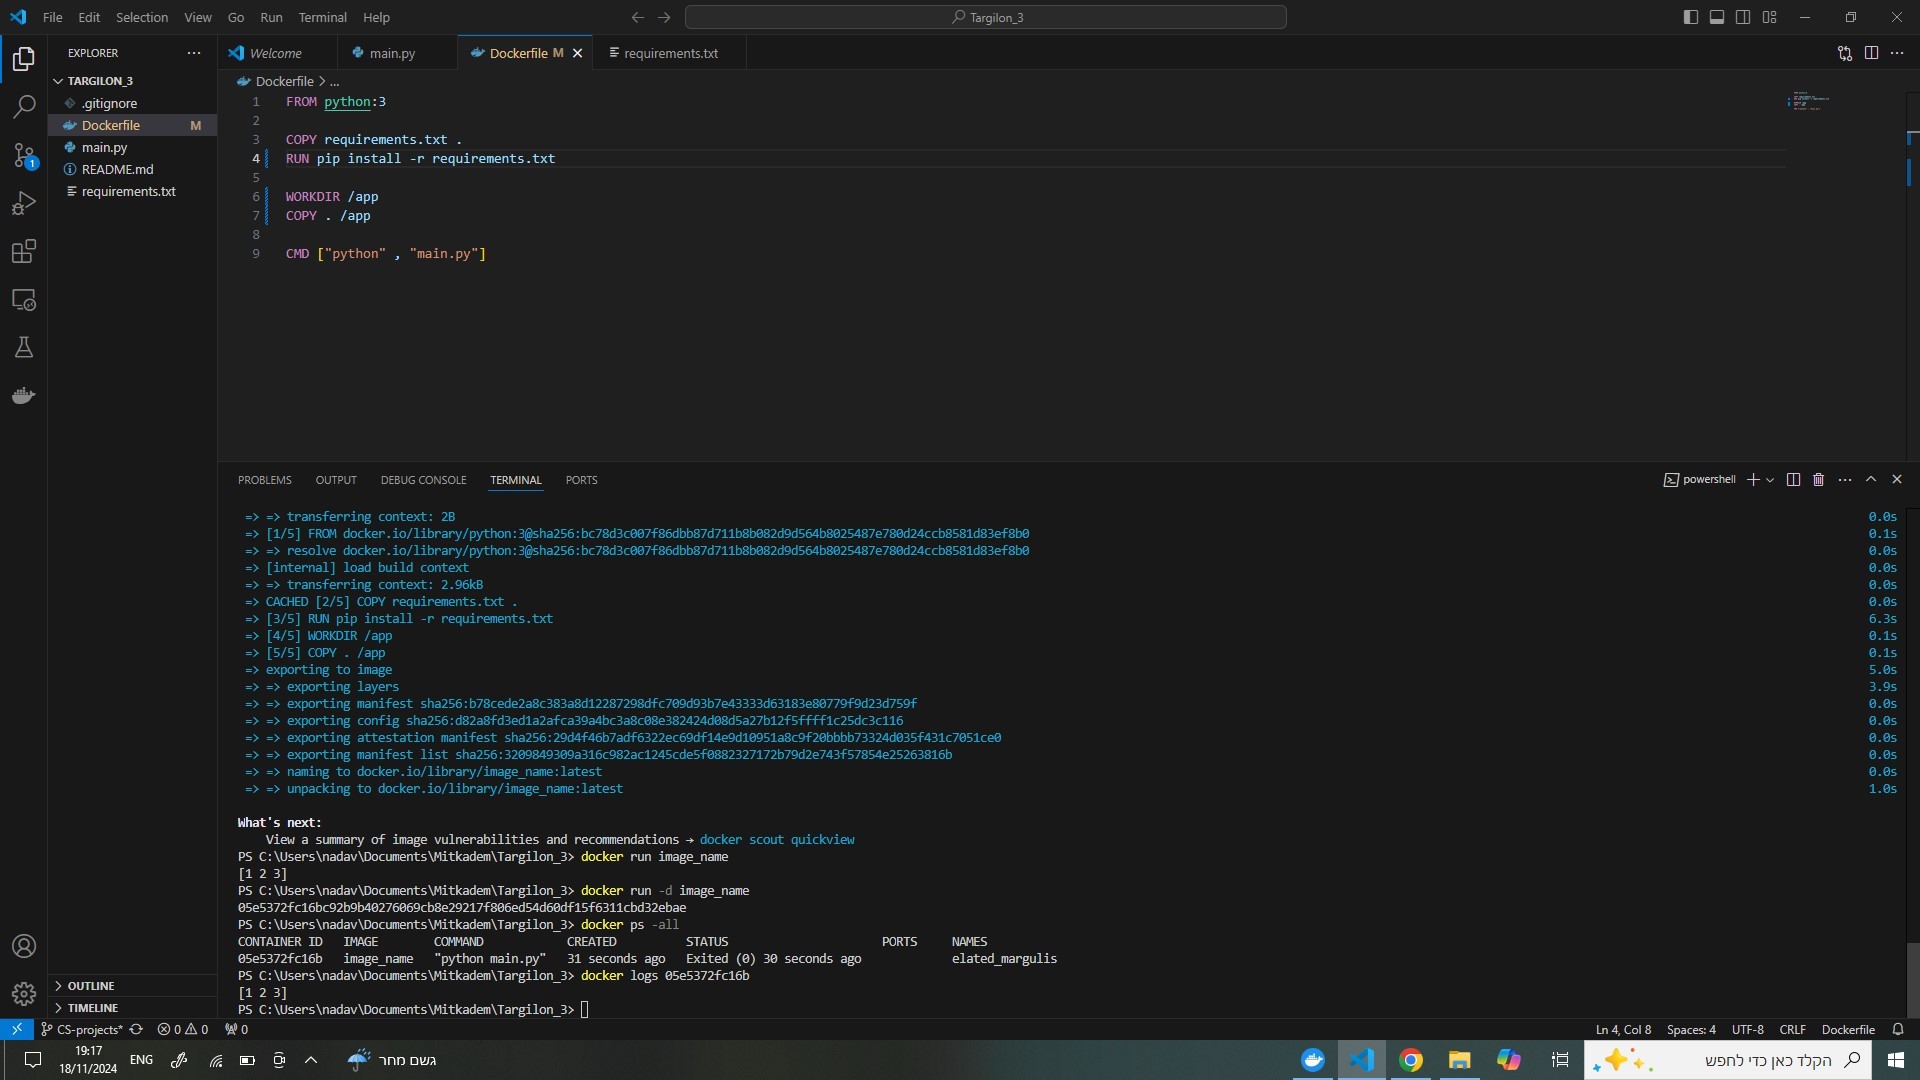 File Edit Selection View Go Run Terminal Help
Targilon_3
EXPLORER
TARGILON_3
.gitignore
Dockerfile M
main.py
README.md
requirements.txt
OUTLINE
TIMELINE
1
Welcome
main.py
Dockerfile M
requirements.txt
Dockerfile > ...
1 FROM python:3
2
3 COPY requirements.txt .
4 RUN pip install -r requirements.txt
5
6 WORKDIR /app
7 COPY . /app
8
9 CMD ["python" , "main.py"]
PROBLEMS OUTPUT DEBUG CONSOLE TERMINAL PORTS
powershell
=> => transferring context: 2B 0.0s
=> [1/5] FROM docker.io/library/python:3@sha256:bc78d3c007f86dbb87d711b8b082d9d564b8025487e780d24ccb8581d83ef8b0 0.1s
=> => resolve docker.io/library/python:3@sha256:bc78d3c007f86dbb87d711b8b082d9d564b8025487e780d24ccb8581d83ef8b0 0.0s
=> [internal] load build context 0.0s
=> => transferring context: 2.96kB 0.0s
=> CACHED [2/5] COPY requirements.txt . 0.0s
=> [3/5] RUN pip install -r requirements.txt 6.3s
=> [4/5] WORKDIR /app 0.1s
=> [5/5] COPY . /app 0.1s
=> exporting to image 5.0s
=> => exporting layers 3.9s
=> => exporting manifest sha256:b78cede2a8c383a8d12287298dfc709d93b7e43333d63183e80779f9d23d759f 0.0s
=> => exporting config sha256:d82a8fd3ed1a2afca39a4bc3a8c08e382424d08d5a27b12f5ffff1c25dc3c116 0.0s
=> => exporting attestation manifest sha256:29d4f46b7adf6322ec69df14e9d10951a8c9f20bbbb73324d035f431c7051ce0 0.0s
=> => exporting manifest list sha256:3209849309a316c982ac1245cde5f0882327172b79d2e743f57854e25263816b 0.0s
=> => naming to docker.io/library/image_name:latest 0.0s
=> => unpacking to docker.io/library/image_name:latest 1.0s
What's next:
View a summary of image vulnerabilities and recommendations → docker scout quickview
PS C:\Users\nadav\Documents\Mitkadem\Targilon_3> docker run image_name
[1 2 3]
PS C:\Users\nadav\Documents\Mitkadem\Targilon_3> docker run -d image_name
05e5372fc16bc92b9b40276069cb8e29217f806ed54d60df15f6311cbd32ebae
PS C:\Users\nadav\Documents\Mitkadem\Targilon_3> docker ps -all
CONTAINER ID IMAGE COMMAND CREATED STATUS PORTS NAMES
05e5372fc16b image_name "python main.py" 31 seconds ago Exited (0) 30 seconds ago elated_margulis
PS C:\Users\nadav\Documents\Mitkadem\Targilon_3> docker logs 05e5372fc16b
[1 2 3]
PS C:\Users\nadav\Documents\Mitkadem\Targilon_3>
CS-projects* 0 0 0 Ln 4, Col 8 Spaces: 4 UTF-8 CRLF Dockerfile
19:17
18/11/2024
ENG
גשם מחר
הקלד כאן כדי לחפש